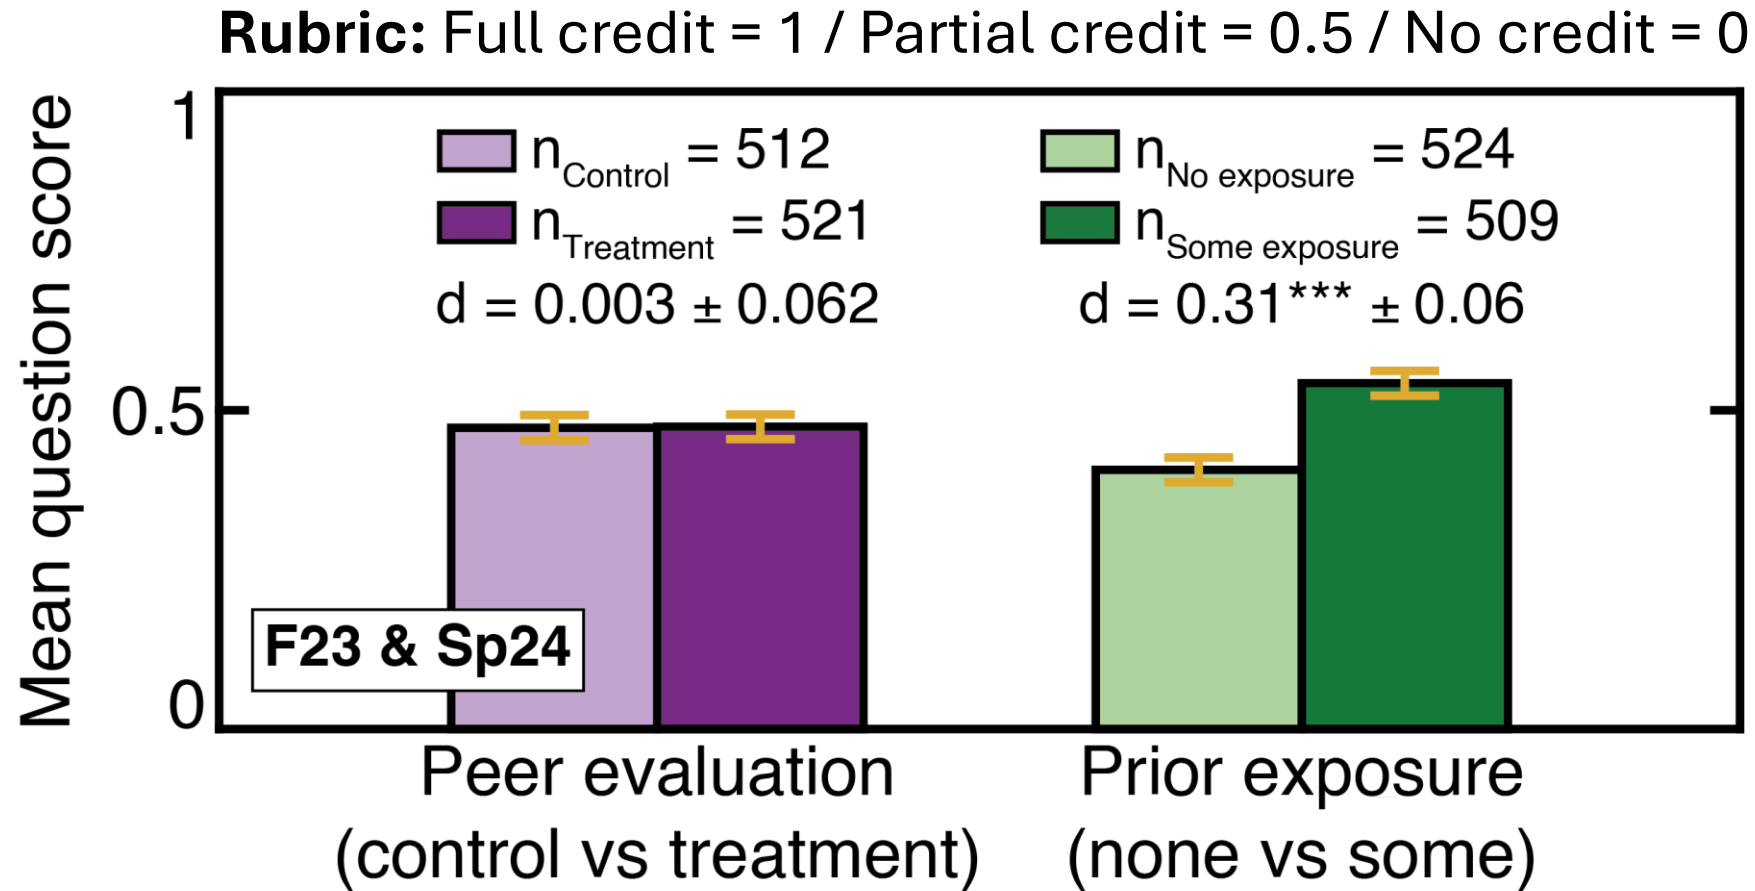 Rubric: Full credit = 1 / Partial credit = 0.5 / No credit = 0
Mean question score
1
0.5
0
nControl = 512
nTreatment = 521
d = 0.003 ± 0.062
nNo exposure = 524
nSome exposure = 509
d = 0.31*** ± 0.06
F23 & Sp24
Peer evaluation
(control vs treatment)
Prior exposure
(none vs some)